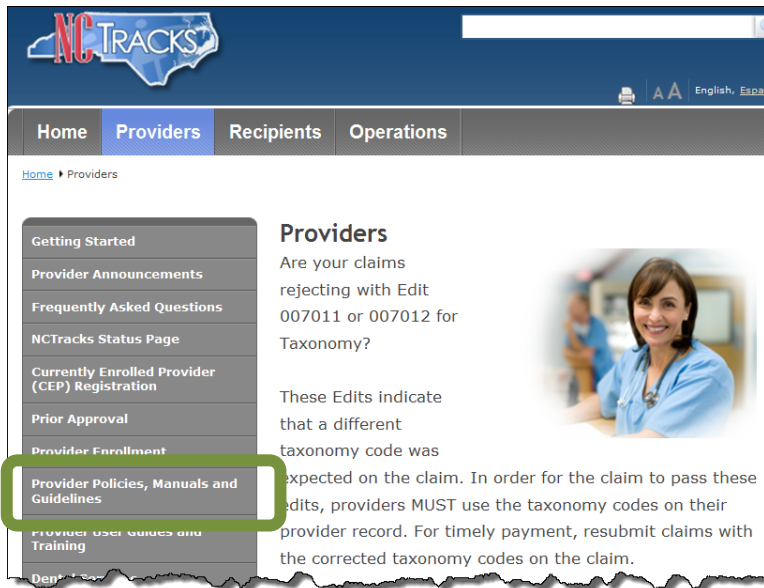 NCTRACKS
A A English, Espa
Home Providers Recipients Operations
Home Providers
Getting Started
Provider Announcements
Frequently Asked Questions
NCTracks Status Page
Currently Enrolled Provider
(CEP) Registration
Prior Approval
Provider Enrollment
Provider Policies, Manuals and
Guidelines
Provider User Guides and
Training
Dental
Providers
Are your claims
rejecting with Edit
007011 or 007012 for
Taxonomy?
These Edits indicate
that a different
taxonomy code was
expected on the claim. In order for the claim to pass these
edits, providers MUST use the taxonomy codes on their
provider record. For timely payment, resubmit claims with
the corrected taxonomy codes on the claim.